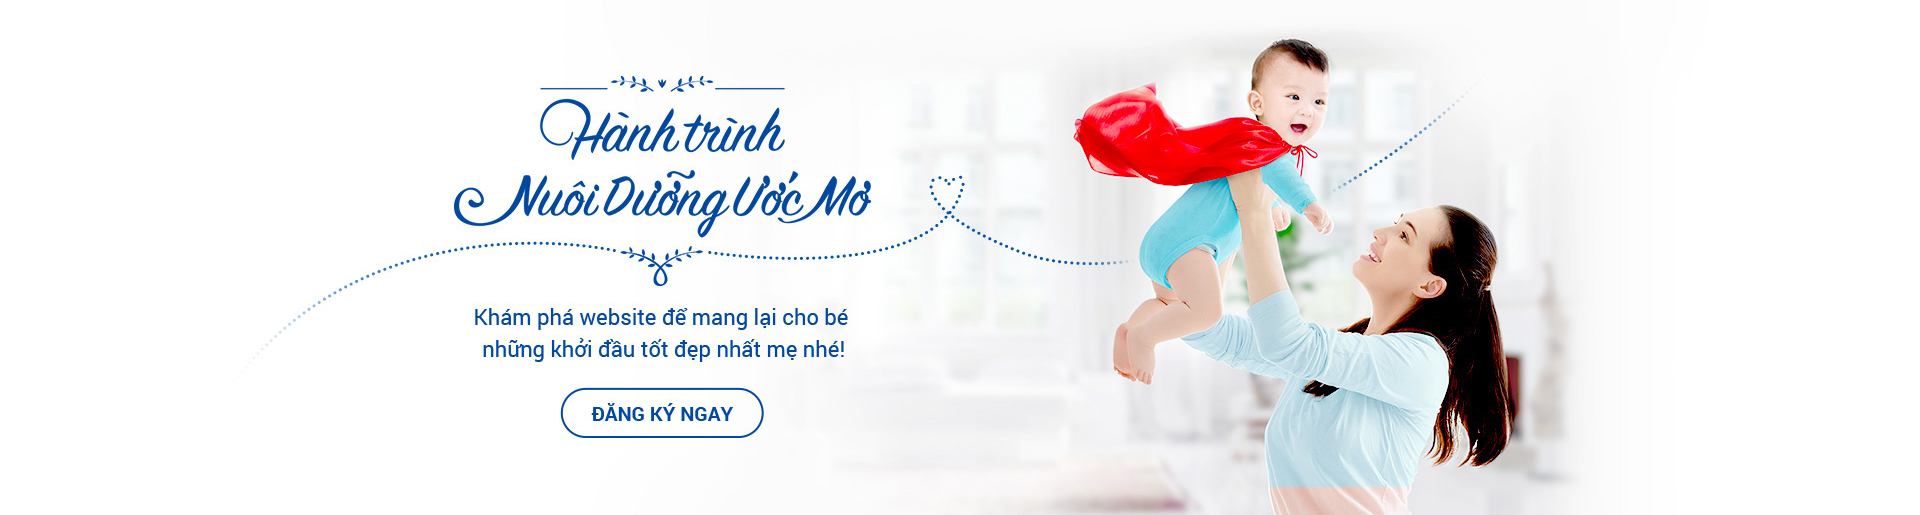 Hành trình
Nuôi Dưỡng Ước Mơ
Khám phá website để mang lại cho bé
những khởi đầu tốt đẹp nhất mẹ nhé!
ĐĂNG KÝ NGAY